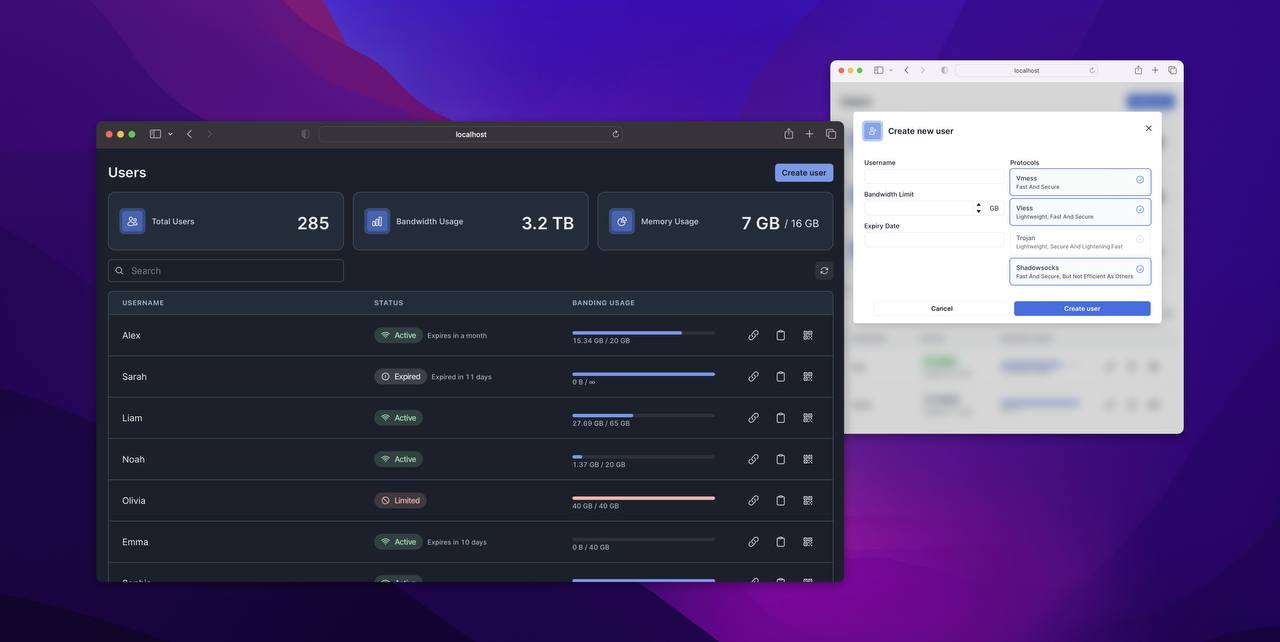 localhost
Users
Create user
Total Users 285
Bandwidth Usage 3.2 TB
Memory Usage 7 GB / 16 GB
Search
USERNAME STATUS BANDING USAGE
Alex Active Expires in a month 15.34 GB / 20 GB
Sarah Expired Expired in 11 days 0 B / ∞
Liam Active 27.69 GB / 65 GB
Noah Active 1.37 GB / 20 GB
Olivia Limited 40 GB / 40 GB
Emma Active Expires in 10 days 0 B / 40 GB
localhost
Create new user
Username
Bandwidth Limit
GB
Expiry Date
Protocols
Vmess
Fast And Secure
Vless
Lightweight, Fast And Secure
Trojan
Lightweight, Secure And Lightening Fast
Shadowsocks
Fast And Secure, But Not Efficient As Others
Cancel Create user